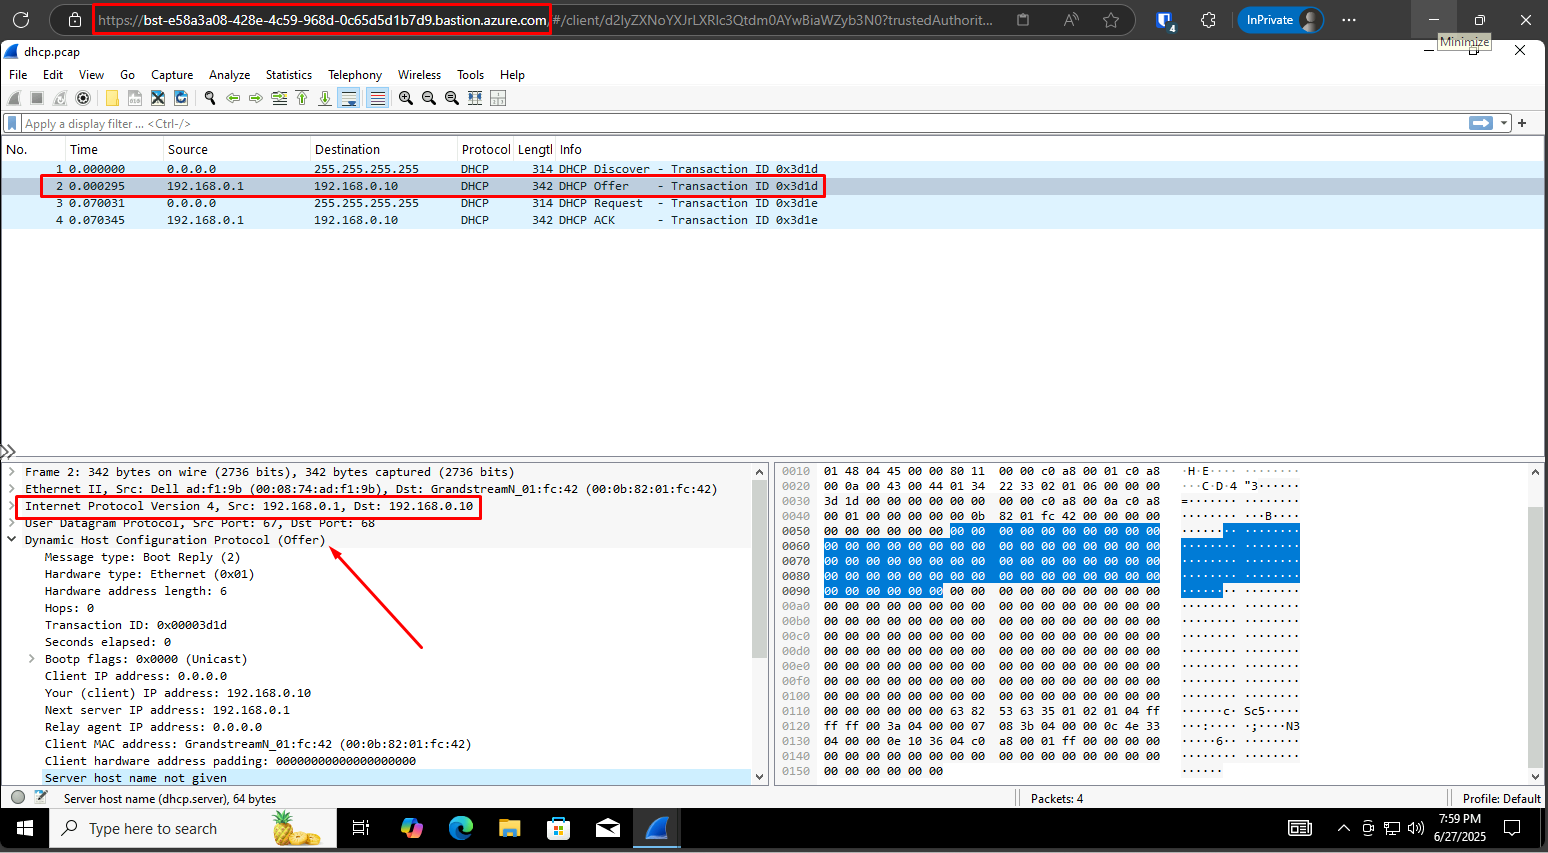 https://bst-e58a3a08-428e-4c59-968d-0c65d5d1b7d9.bastion.azure.com/#/client/d2lyZXNoYXJrLXRlc3Qtdm0AYwBiaWZyb3N0?trustedAuthorit...
4
InPrivate
Minimize
dhcp.pcap
File Edit View Go Capture Analyze Statistics Telephony Wireless Tools Help
Apply a display filter ... <Ctrl-/>
No. Time Source Destination Protocol Lengtl Info
1 0.000000 0.0.0.0 255.255.255.255 DHCP 314 DHCP Discover - Transaction ID 0x3d1d
2 0.000295 192.168.0.1 192.168.0.10 DHCP 342 DHCP Offer - Transaction ID 0x3d1d
3 0.070031 0.0.0.0 255.255.255.255 DHCP 314 DHCP Request - Transaction ID 0x3d1e
4 0.070345 192.168.0.1 192.168.0.10 DHCP 342 DHCP ACK - Transaction ID 0x3d1e
Frame 2: 342 bytes on wire (2736 bits), 342 bytes captured (2736 bits)
Ethernet II, Src: Dell ad:f1:9b (00:08:74:ad:f1:9b), Dst: GrandstreamN_01:fc:42 (00:0b:82:01:fc:42)
Internet Protocol Version 4, Src: 192.168.0.1, Dst: 192.168.0.10
User Datagram Protocol, Src Port: 67, Dst Port: 68
Dynamic Host Configuration Protocol (Offer)
Message type: Boot Reply (2)
Hardware type: Ethernet (0x01)
Hardware address length: 6
Hops: 0
Transaction ID: 0x00003d1d
Seconds elapsed: 0
Bootp flags: 0x0000 (Unicast)
Client IP address: 0.0.0.0
Your (client) IP address: 192.168.0.10
Next server IP address: 192.168.0.1
Relay agent IP address: 0.0.0.0
Client MAC address: GrandstreamN_01:fc:42 (00:0b:82:01:fc:42)
Client hardware address padding: 00000000000000000000
Server host name not given
0010 01 48 04 45 00 00 80 11 00 00 c0 a8 00 01 c0 a8 ·H·E···· ········
0020 00 0a 00 43 00 44 01 34 22 33 02 01 06 00 00 00 ···C·D·4 "3······
0030 3d 1d 00 00 00 00 00 00 00 00 c0 a8 00 0a c0 a8 =······· ········
0040 00 01 00 00 00 00 00 0b 82 01 fc 42 00 00 00 00 ········ ···B····
0050 00 00 00 00 00 00 00 00 00 00 00 00 00 00 00 00 ········ ········
0060 00 00 00 00 00 00 00 00 00 00 00 00 00 00 00 00 ········ ········
0070 00 00 00 00 00 00 00 00 00 00 00 00 00 00 00 00 ········ ········
0080 00 00 00 00 00 00 00 00 00 00 00 00 00 00 00 00 ········ ········
0090 00 00 00 00 00 00 00 00 00 00 00 00 00 00 00 00 ········ ········
00a0 00 00 00 00 00 00 00 00 00 00 00 00 00 00 00 00 ········ ········
00b0 00 00 00 00 00 00 00 00 00 00 00 00 00 00 00 00 ········ ········
00c0 00 00 00 00 00 00 00 00 00 00 00 00 00 00 00 00 ········ ········
00d0 00 00 00 00 00 00 00 00 00 00 00 00 00 00 00 00 ········ ········
00e0 00 00 00 00 00 00 00 00 00 00 00 00 00 00 00 00 ········ ········
00f0 00 00 00 00 00 00 00 00 00 00 00 00 00 00 00 00 ········ ········
0100 00 00 00 00 00 00 00 00 00 00 00 00 00 00 00 00 ········ ········
0110 00 00 00 00 00 00 63 82 53 63 35 01 02 01 04 ff ······c· Sc5·····
0120 ff ff 00 3a 04 00 00 07 08 3b 04 00 00 0c 4e 33 ···:···· ·;····N3
0130 04 00 00 0e 10 36 04 c0 a8 00 01 ff 00 00 00 00 ·····6·· ········
0140 00 00 00 00 00 00 00 00 00 00 00 00 00 00 00 00 ········ ········
0150 00 00 00 00 00 00 ······
Server host name (dhcp.server), 64 bytes Packets: 4 Profile: Default
Type here to search
7:59 PM
6/27/2025